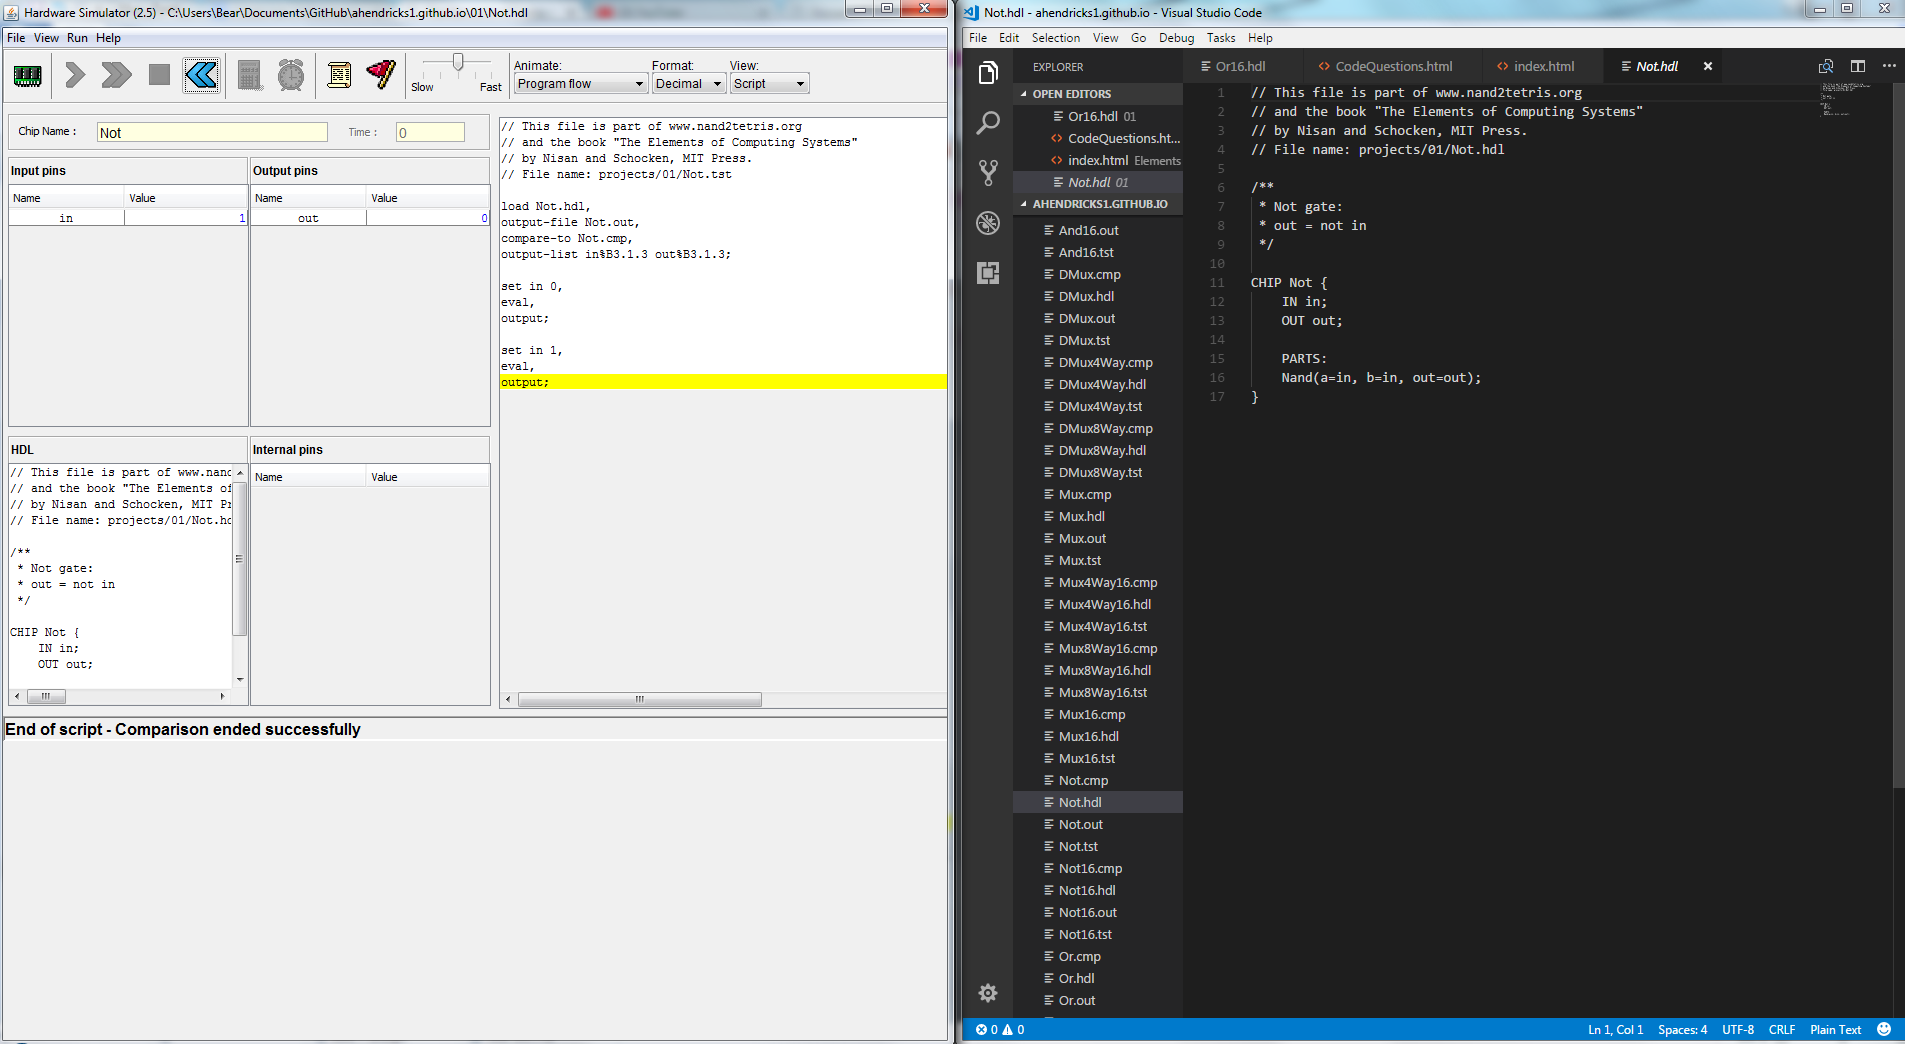 Hardware Simulator (2.5) - C:\Users\Bear\Documents\GitHub\ahendricks1.github.io\01\Not.hdl
File View Run Help
Slow Fast
Animate: Format: View:
Program flow Decimal Script
Chip Name : Not Time : 0
Input pins Output pins
Name Value Name Value
in 1 out 0
HDL Internal pins
Name Value
// This file is part of www.nand
// and the book "The Elements of
// by Nisan and Schocken, MIT Pr
// File name: projects/01/Not.hd
/**
* Not gate:
* out = not in
*/
CHIP Not {
IN in;
OUT out;
// This file is part of www.nand2tetris.org
// and the book "The Elements of Computing Systems"
// by Nisan and Schocken, MIT Press.
// File name: projects/01/Not.tst
load Not.hdl,
output-file Not.out,
compare-to Not.cmp,
output-list in%B3.1.3 out%B3.1.3;
set in 0,
eval,
output;
set in 1,
eval,
output;
End of script - Comparison ended successfully
Not.hdl - ahendricks1.github.io - Visual Studio Code
File Edit Selection View Go Debug Tasks Help
EXPLORER
OPEN EDITORS
Or16.hdl 01
CodeQuestions.ht...
index.html Elements
Not.hdl 01
AHENDRICKS1.GITHUB.IO
And16.out
And16.tst
DMux.cmp
DMux.hdl
DMux.out
DMux.tst
DMux4Way.cmp
DMux4Way.hdl
DMux4Way.tst
DMux8Way.cmp
DMux8Way.hdl
DMux8Way.tst
Mux.cmp
Mux.hdl
Mux.out
Mux.tst
Mux4Way16.cmp
Mux4Way16.hdl
Mux4Way16.tst
Mux8Way16.cmp
Mux8Way16.hdl
Mux8Way16.tst
Mux16.cmp
Mux16.hdl
Mux16.tst
Not.cmp
Not.hdl
Not.out
Not.tst
Not16.cmp
Not16.hdl
Not16.out
Not16.tst
Or.cmp
Or.hdl
Or.out
Or16.hdl CodeQuestions.html index.html Not.hdl
1 // This file is part of www.nand2tetris.org
2 // and the book "The Elements of Computing Systems"
3 // by Nisan and Schocken, MIT Press.
4 // File name: projects/01/Not.hdl
5
6 /**
7 * Not gate:
8 * out = not in
9 */
10
11 CHIP Not {
12 IN in;
13 OUT out;
14
15 PARTS:
16 Nand(a=in, b=in, out=out);
17 }
0 0 Ln 1, Col 1 Spaces: 4 UTF-8 CRLF Plain Text